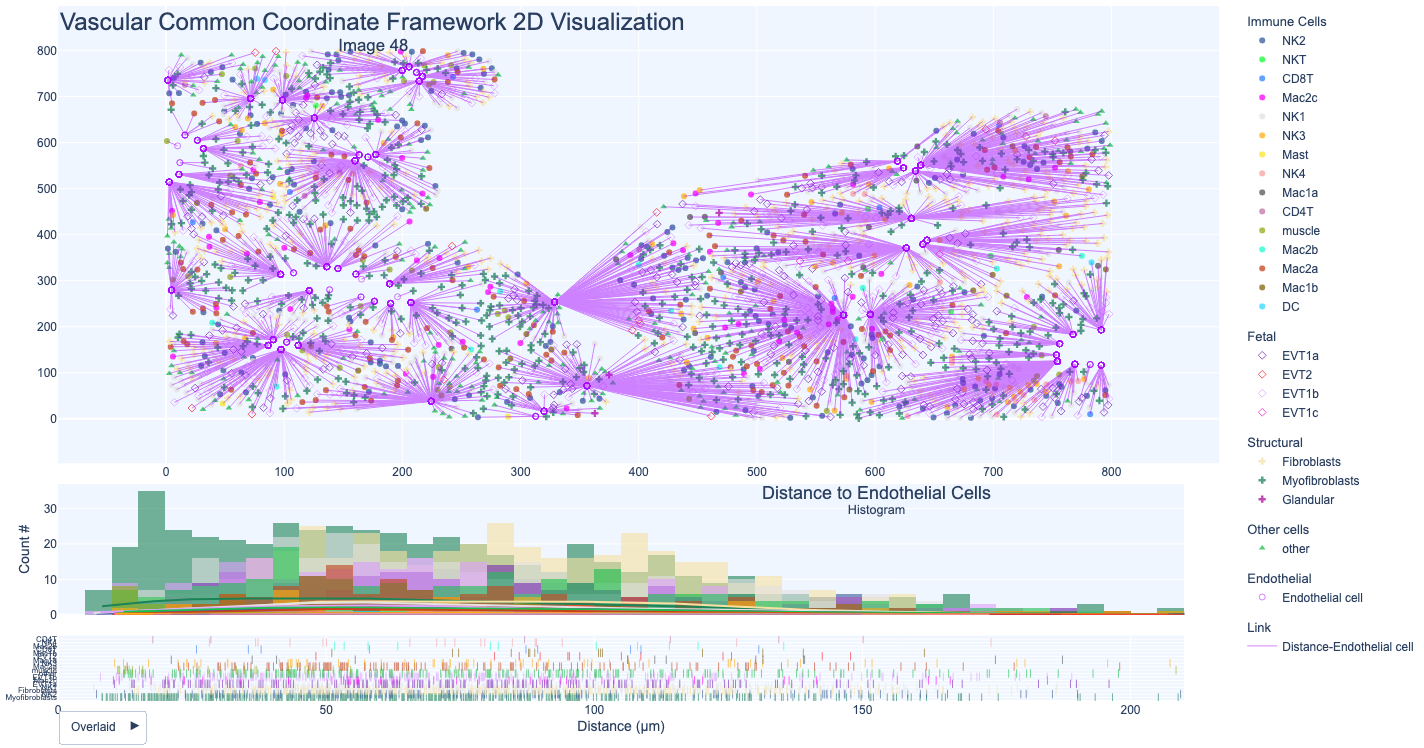 Vascular Common Coordinate Framework 2D Visualization
Image 48
800
700
600
500
400
300
200
100
0
0 100 200 300 400 500 600 700 800
Immune Cells
NK2
NKT
CD8T
Mac2c
NK1
NK3
Mast
NK4
Mac1a
CD4T
muscle
Mac2b
Mac2a
Mac1b
DC
Fetal
EVT1a
EVT2
EVT1b
EVT1c
Structural
Fibroblasts
Myofibroblasts
Glandular
Other cells
other
Endothelial
Endothelial cell
Link
Distance-Endothelial cell
Distance to Endothelial Cells
Histogram
Count #
30
20
10
0
CD4T
Fibroblasts
Myofibroblasts
0 50 100 150 200
Distance (μm)
Overlaid ▶